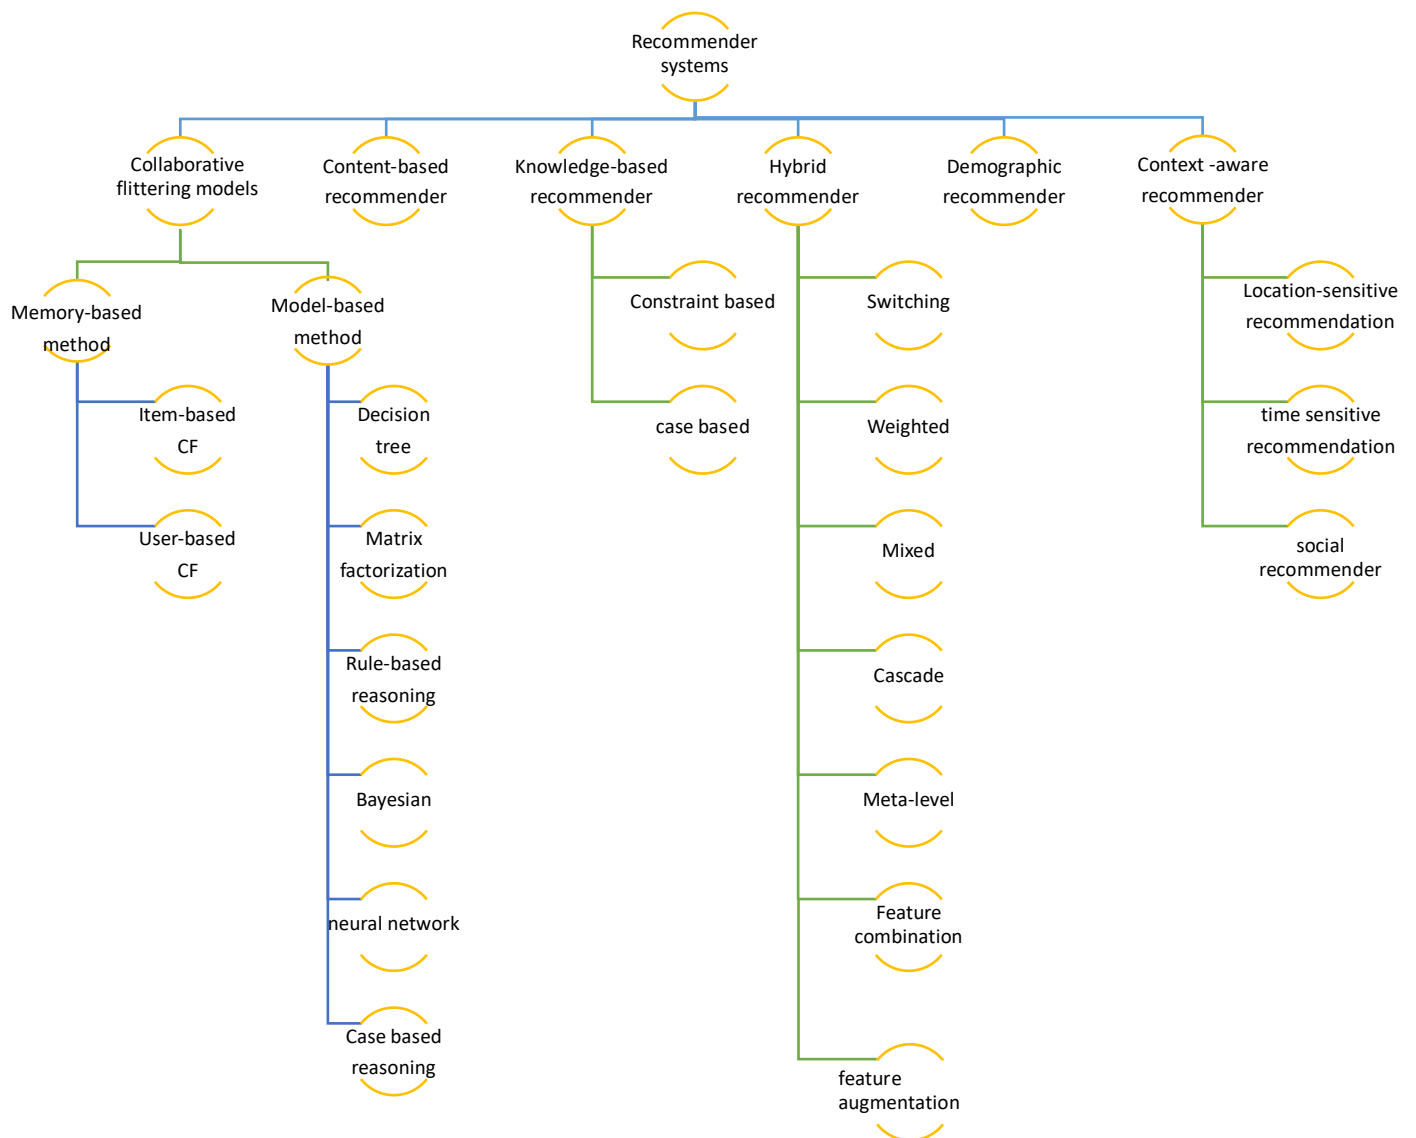 Recommender
systems
Collaborative
flittering models
Content-based
recommender
Knowledge-based
recommender
Hybrid
recommender
Demographic
recommender
Context -aware
recommender
Memory-based
method
Item-based
CF
User-based
CF
Model-based
method
Decision
tree
Matrix
factorization
Rule-based
reasoning
Bayesian
neural network
Case based
reasoning
Constraint based
case based
Switching
Weighted
Mixed
Cascade
Meta-level
Feature
combination
feature
augmentation
Location-sensitive
recommendation
time sensitive
recommendation
social
recommender